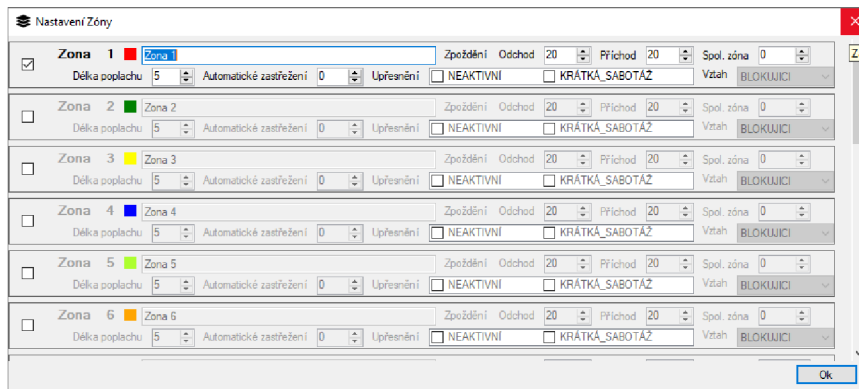 Nastavení Zóny
Zona 1 Zona 1 Zpoždění Odchod 20 Příchod 20 Spol. zóna 0
Délka poplachu 5 Automatické zastřežení 0 Upřesnění NEAKTIVNÍ KRÁTKÁ_SABOTÁŽ Vztah BLOKUJICI
Zona 2 Zona 2 Zpoždění Odchod 20 Příchod 20 Spol. zóna 0
Délka poplachu 5 Automatické zastřežení 0 Upřesnění NEAKTIVNÍ KRÁTKÁ_SABOTÁŽ Vztah BLOKUJICI
Zona 3 Zona 3 Zpoždění Odchod 20 Příchod 20 Spol. zóna 0
Délka poplachu 5 Automatické zastřežení 0 Upřesnění NEAKTIVNÍ KRÁTKÁ_SABOTÁŽ Vztah BLOKUJICI
Zona 4 Zona 4 Zpoždění Odchod 20 Příchod 20 Spol. zóna 0
Délka poplachu 5 Automatické zastřežení 0 Upřesnění NEAKTIVNÍ KRÁTKÁ_SABOTÁŽ Vztah BLOKUJICI
Zona 5 Zona 5 Zpoždění Odchod 20 Příchod 20 Spol. zóna 0
Délka poplachu 5 Automatické zastřežení 0 Upřesnění NEAKTIVNÍ KRÁTKÁ_SABOTÁŽ Vztah BLOKUJICI
Zona 6 Zona 6 Zpoždění Odchod 20 Příchod 20 Spol. zóna 0
Délka poplachu 5 Automatické zastřežení 0 Upřesnění NEAKTIVNÍ KRÁTKÁ_SABOTÁŽ Vztah BLOKUJICI
Ok